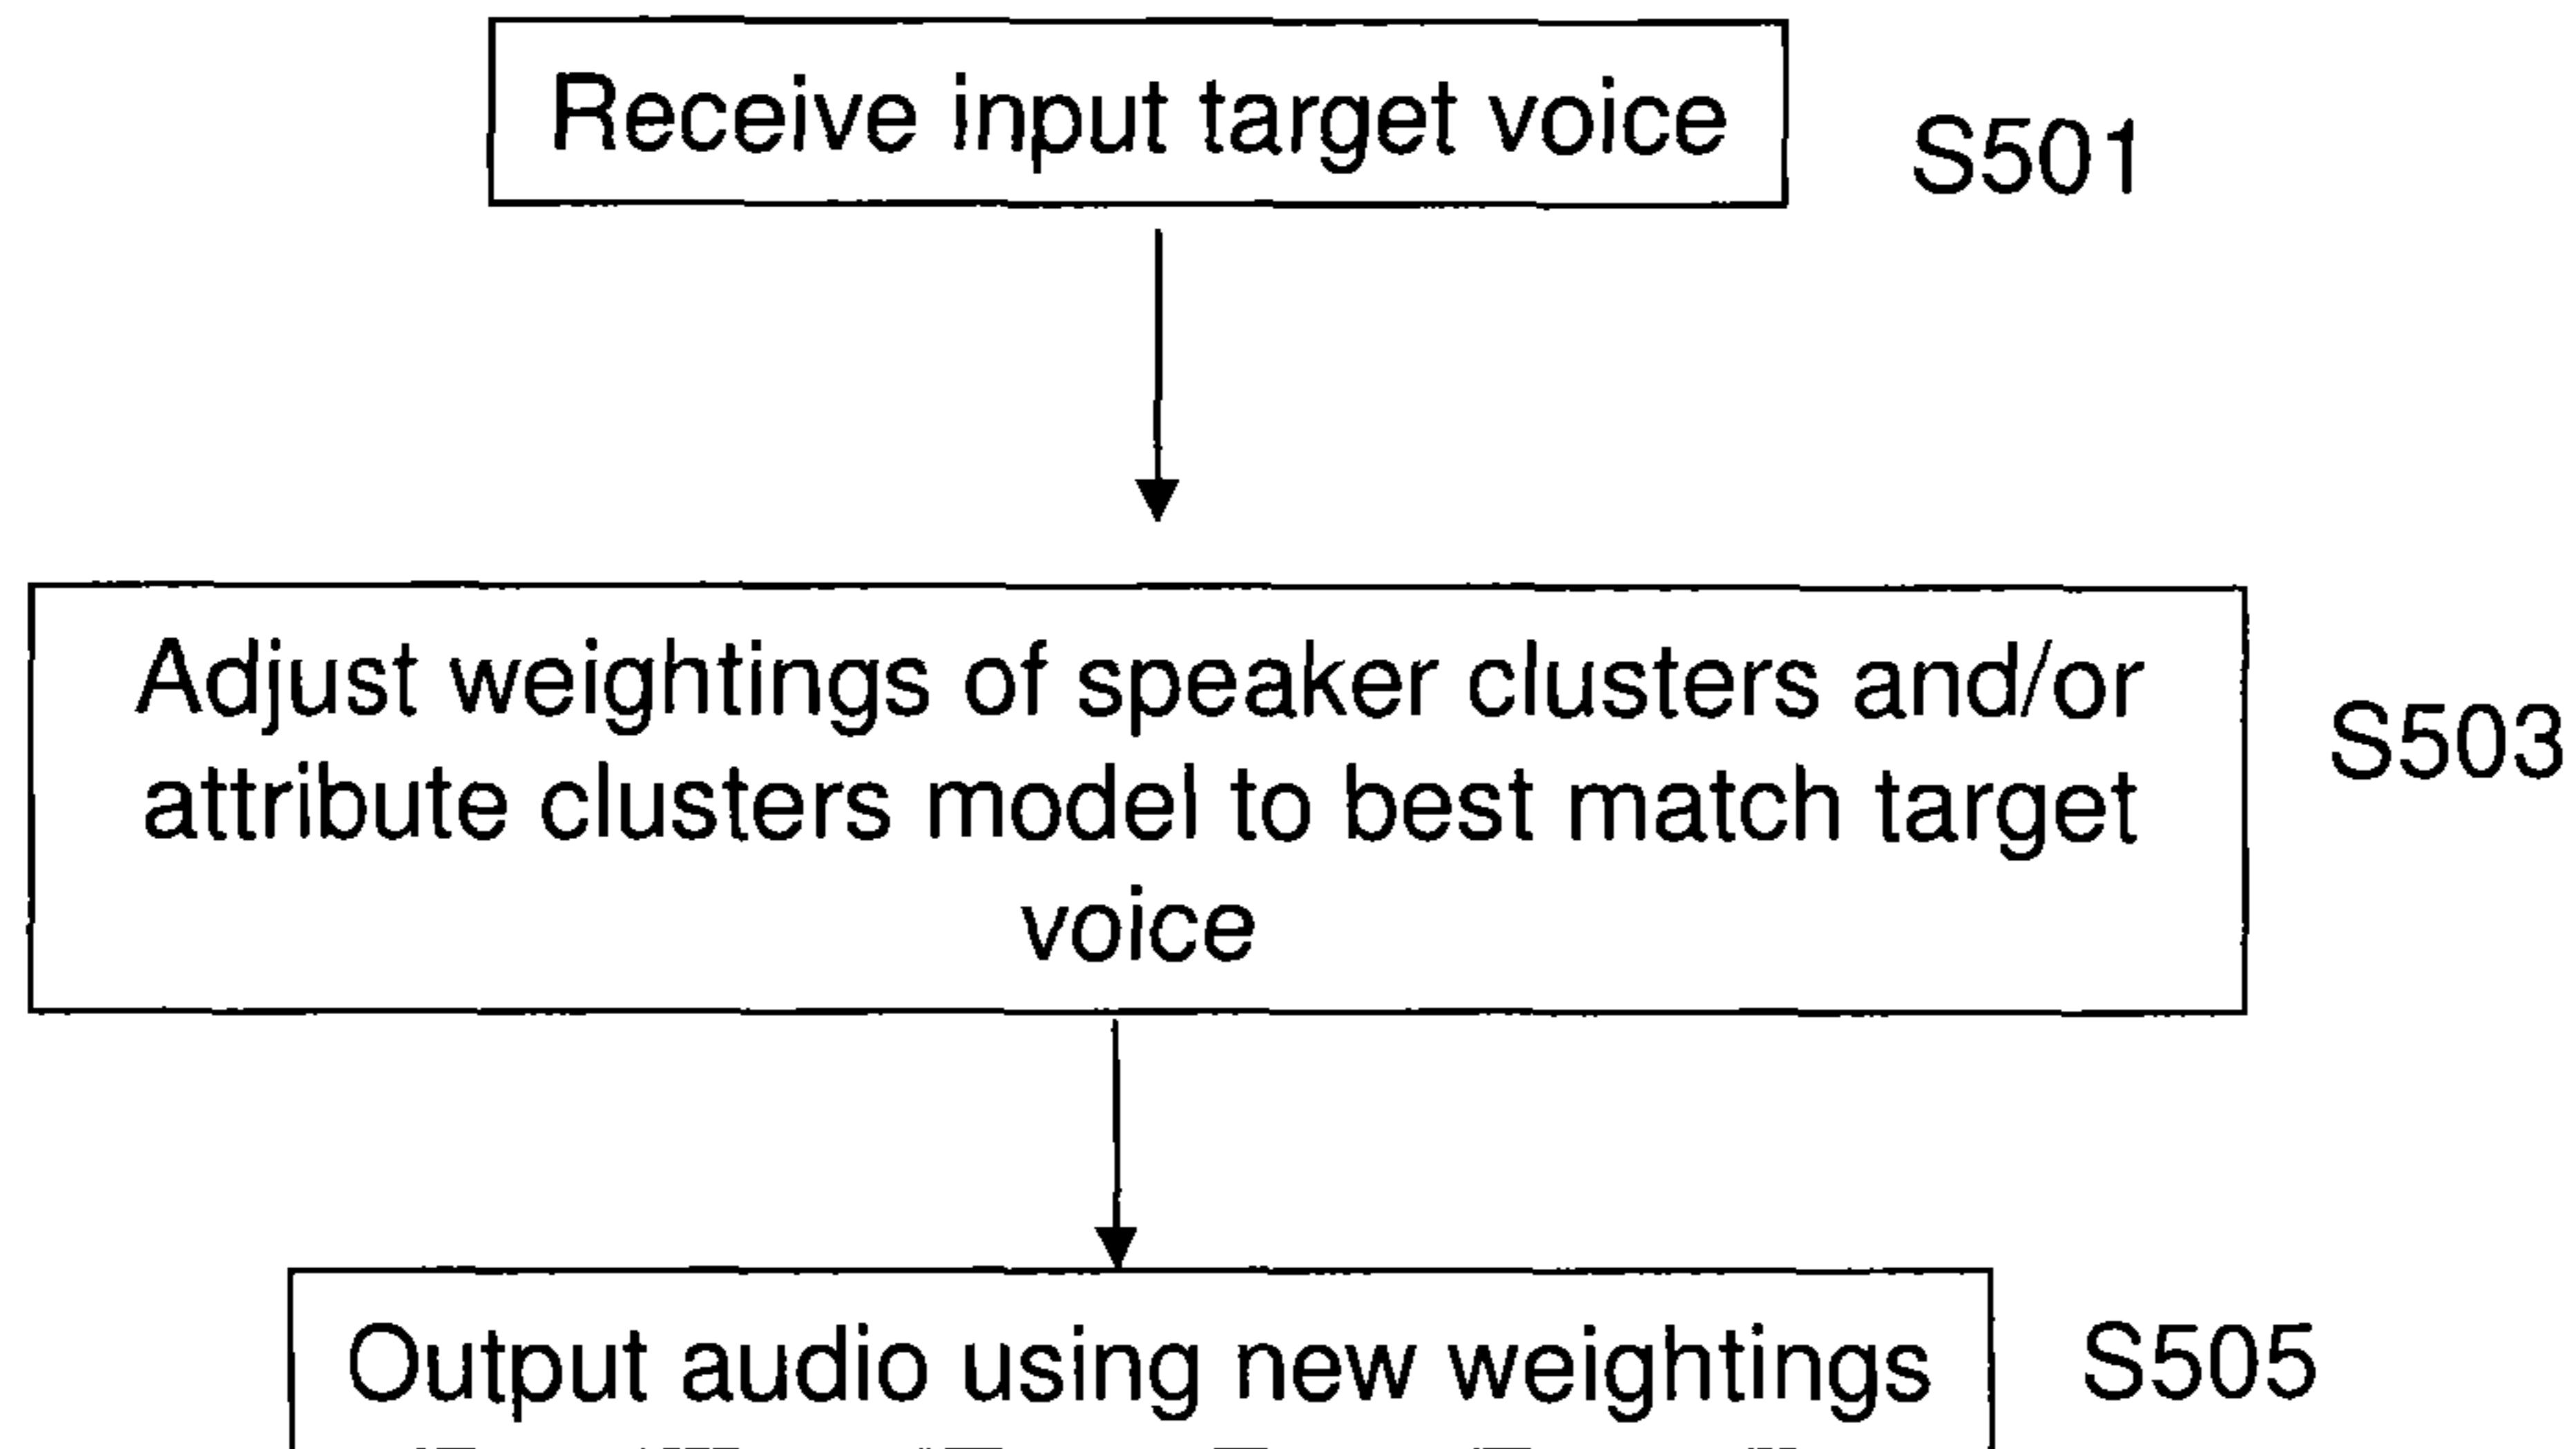 Receive input target voice
S501
Adjust weightings of speaker clusters and/or
attribute clusters model to best match target
voice
S503
Output audio using new weightings
S505